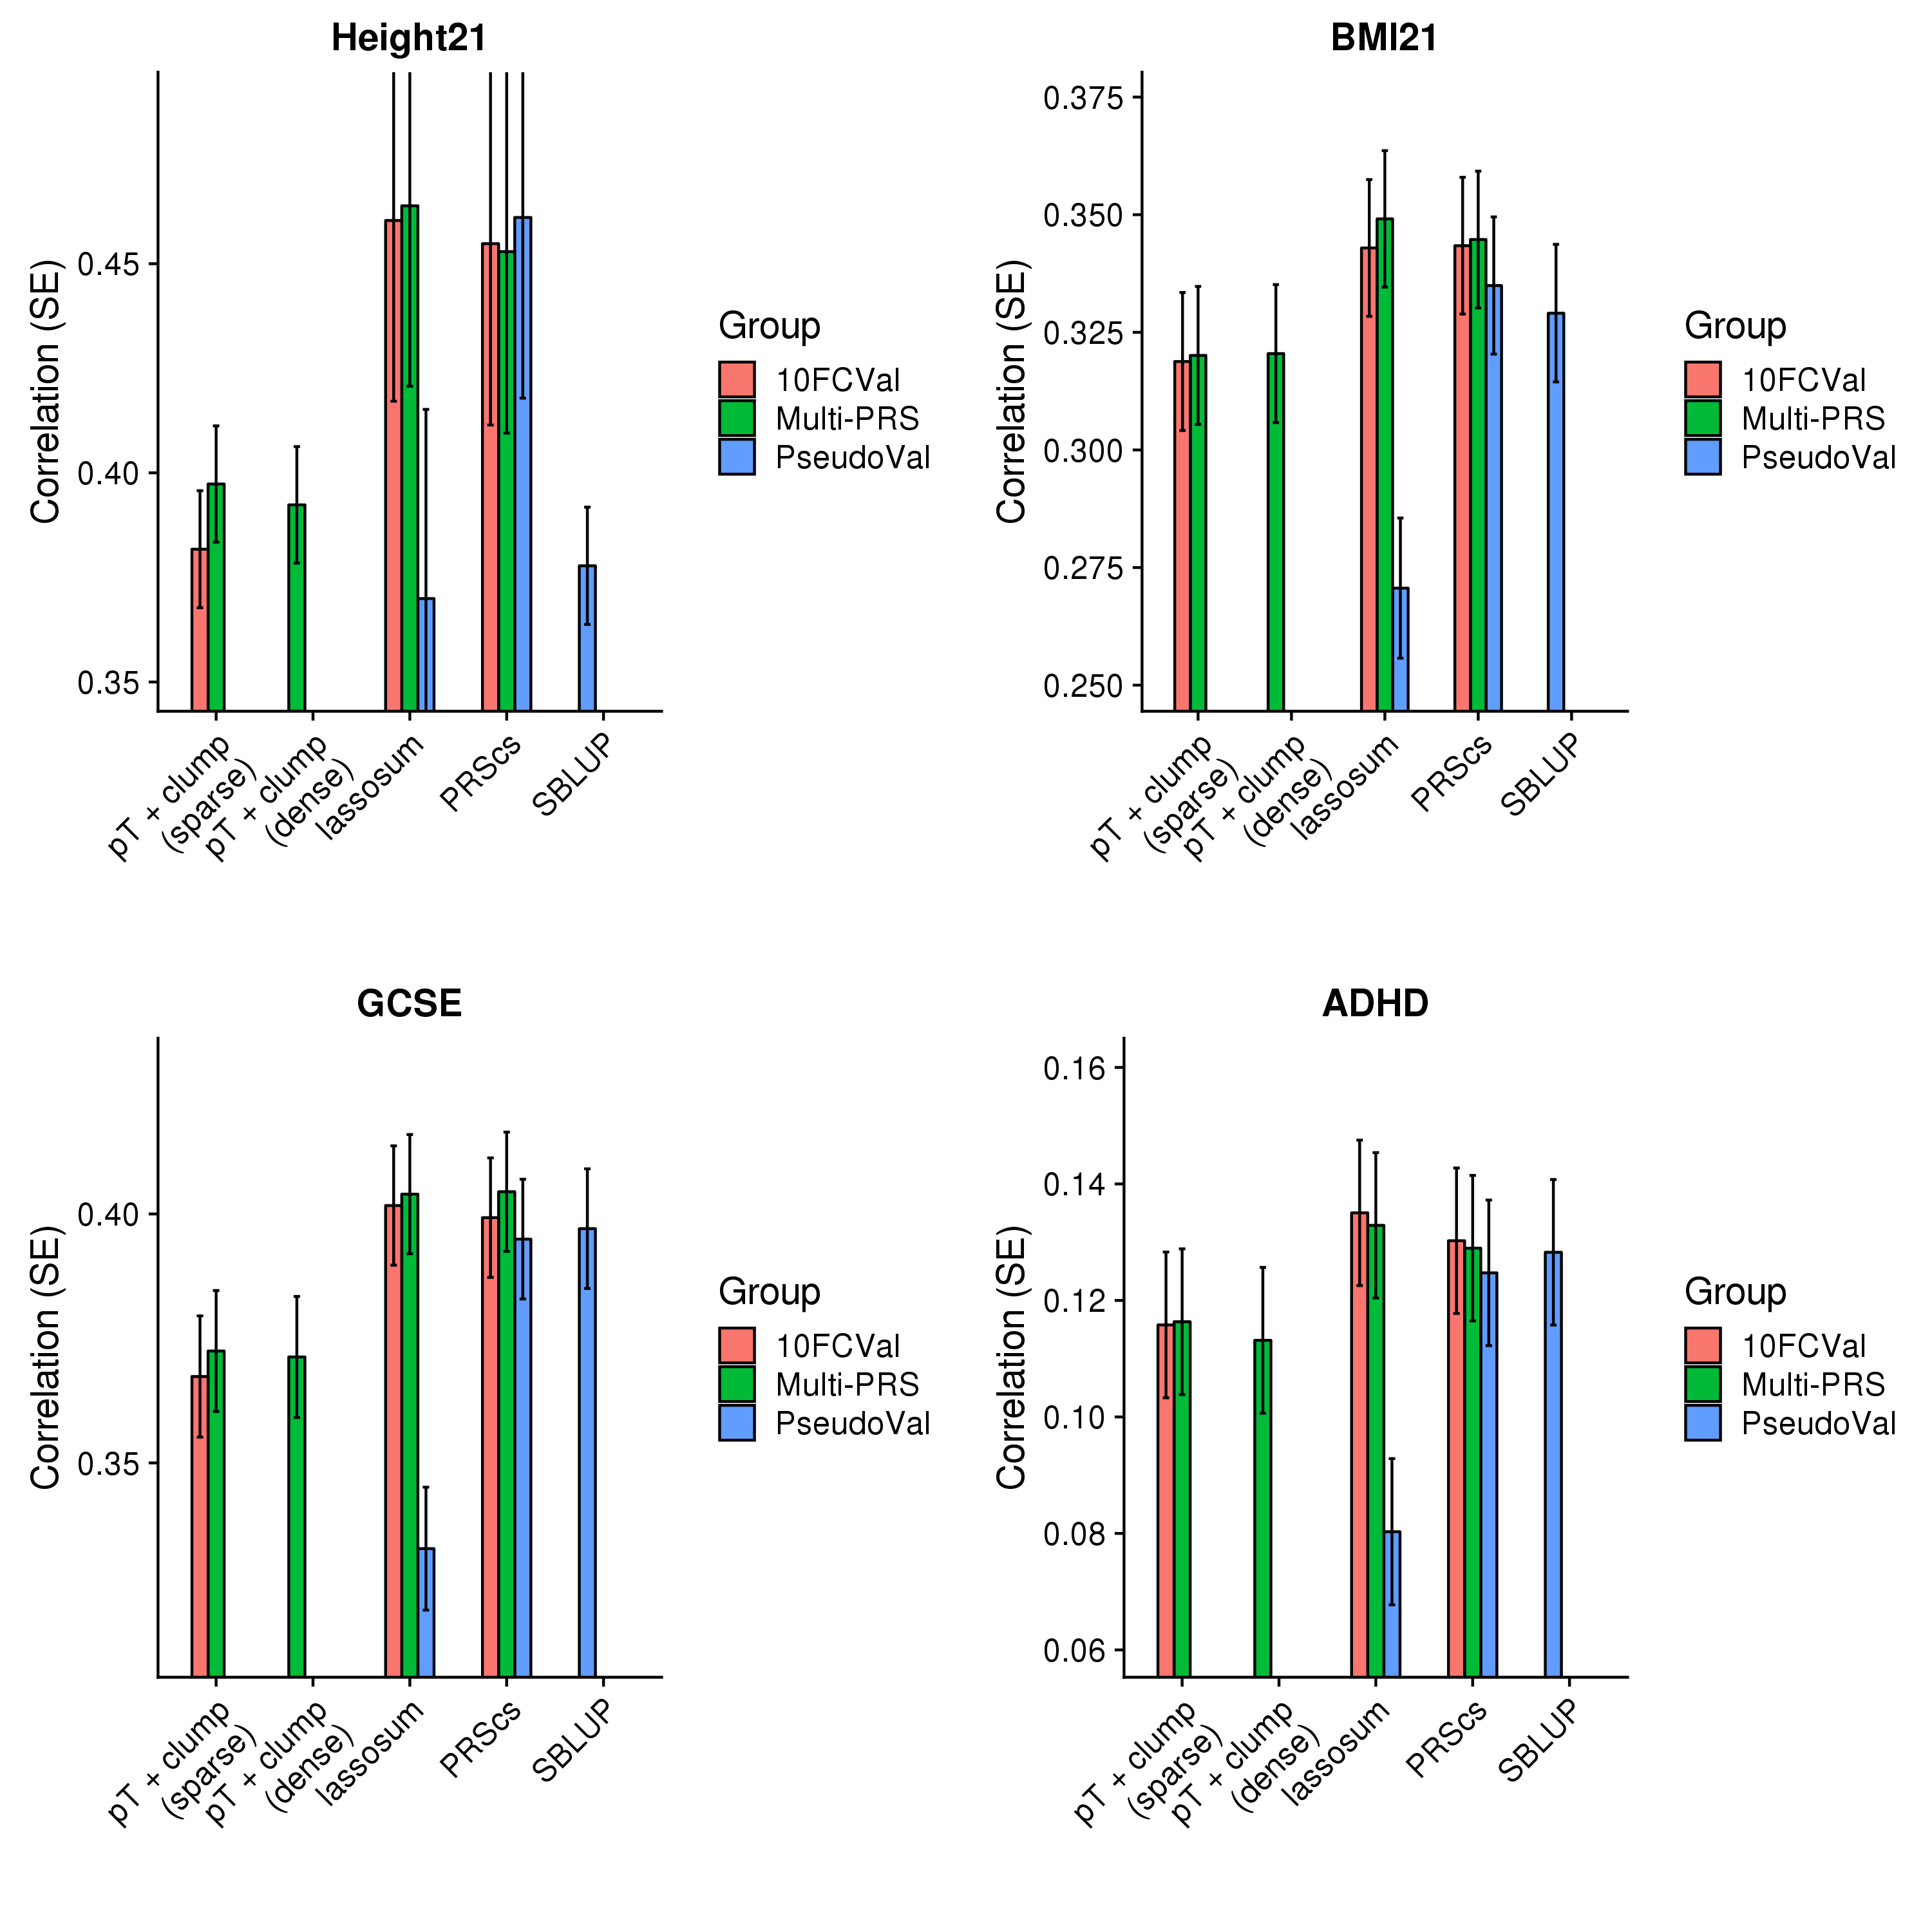 Height21
Correlation (SE)
0.45
0.40
0.35
pT + clump
(sparse)
pT + clump
(dense)
lassosum
PRScs
SBLUP
Group
10FCVal
Multi-PRS
PseudoVal
BMI21
Correlation (SE)
0.375
0.350
0.325
0.300
0.275
0.250
pT + clump
(sparse)
pT + clump
(dense)
lassosum
PRScs
SBLUP
Group
10FCVal
Multi-PRS
PseudoVal
GCSE
Correlation (SE)
0.40
0.35
pT + clump
(sparse)
pT + clump
(dense)
lassosum
PRScs
SBLUP
Group
10FCVal
Multi-PRS
PseudoVal
ADHD
Correlation (SE)
0.16
0.14
0.12
0.10
0.08
0.06
pT + clump
(sparse)
pT + clump
(dense)
lassosum
PRScs
SBLUP
Group
10FCVal
Multi-PRS
PseudoVal